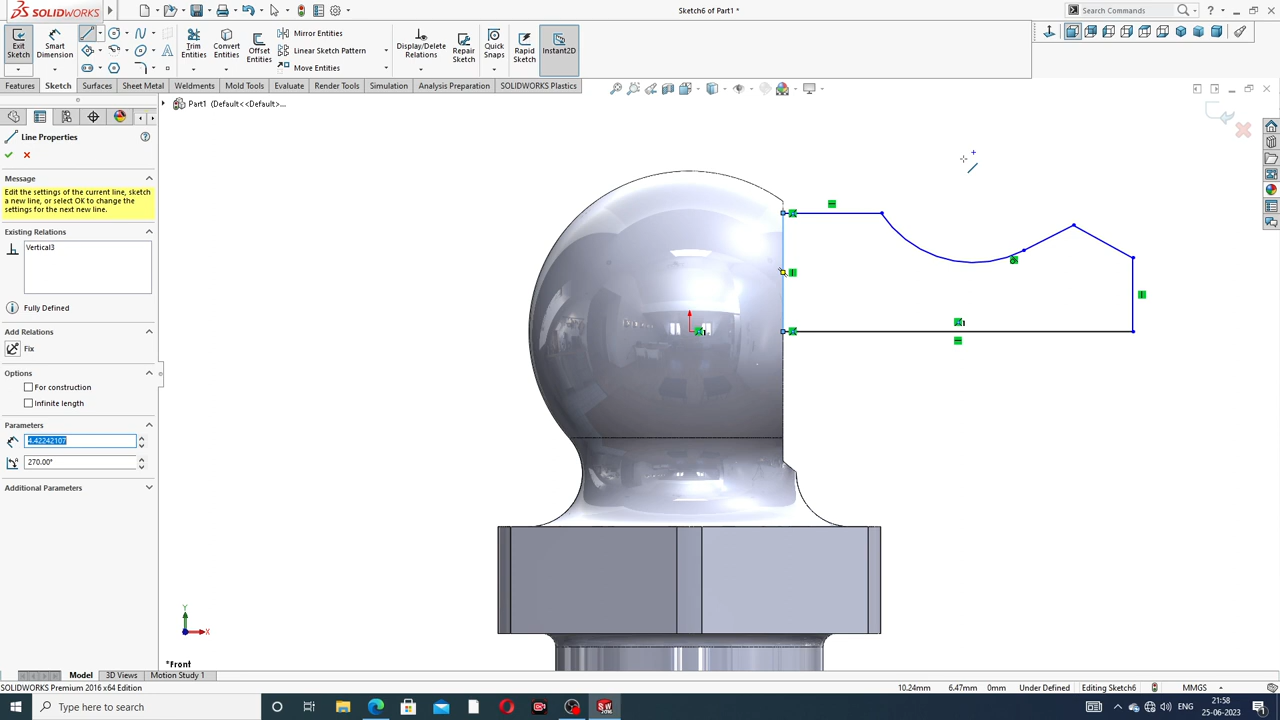 SOLIDWORKS
Sketch6 of Part1 *
Search Commands
Exit Sketch
Smart Dimension
Trim Entities
Convert Entities
Offset Entities
Mirror Entities
Linear Sketch Pattern
Move Entities
Display/Delete Relations
Repair Sketch
Quick Snaps
Rapid Sketch
Instant2D
Features
Sketch
Surfaces
Sheet Metal
Weldments
Mold Tools
Evaluate
Render Tools
Simulation
Analysis Preparation
SOLIDWORKS Plastics
Part1 (Default<<Default>...
Line Properties
Message
Edit the settings of the current line, sketch
a new line, or select OK to change the
settings for the next new line.
Existing Relations
Vertical3
Fully Defined
Add Relations
Fix
Options
For construction
Infinite length
Parameters
4.42242107
270.00°
Additional Parameters
Y
X
*Front
Model
3D Views
Motion Study 1
SOLIDWORKS Premium 2016 x64 Edition
10.24mm
6.47mm
0mm
Under Defined
Editing Sketch6
MMGS
Type here to search
ENG
21:58
25-06-2023